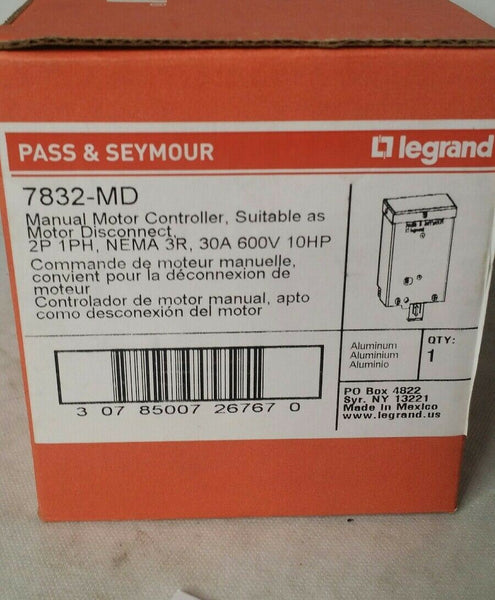 PASS & SEYMOUR
legrand
7832-MD
Manual Motor Controller, Suitable as
Motor Disconnect,
2P 1PH, NEMA 3R, 30A 600V 10HP
Commande de moteur manuelle,
convient pour la déconnexion de
moteur
Controlador de motor manual, apto
como desconexión del motor
legrand
Aluminum
Aluminium
Aluminio
QTY:
1
3 07 85007 26767 0
PO Box 4822
Syr. NY 13221
Made in Mexico
www.legrand.us